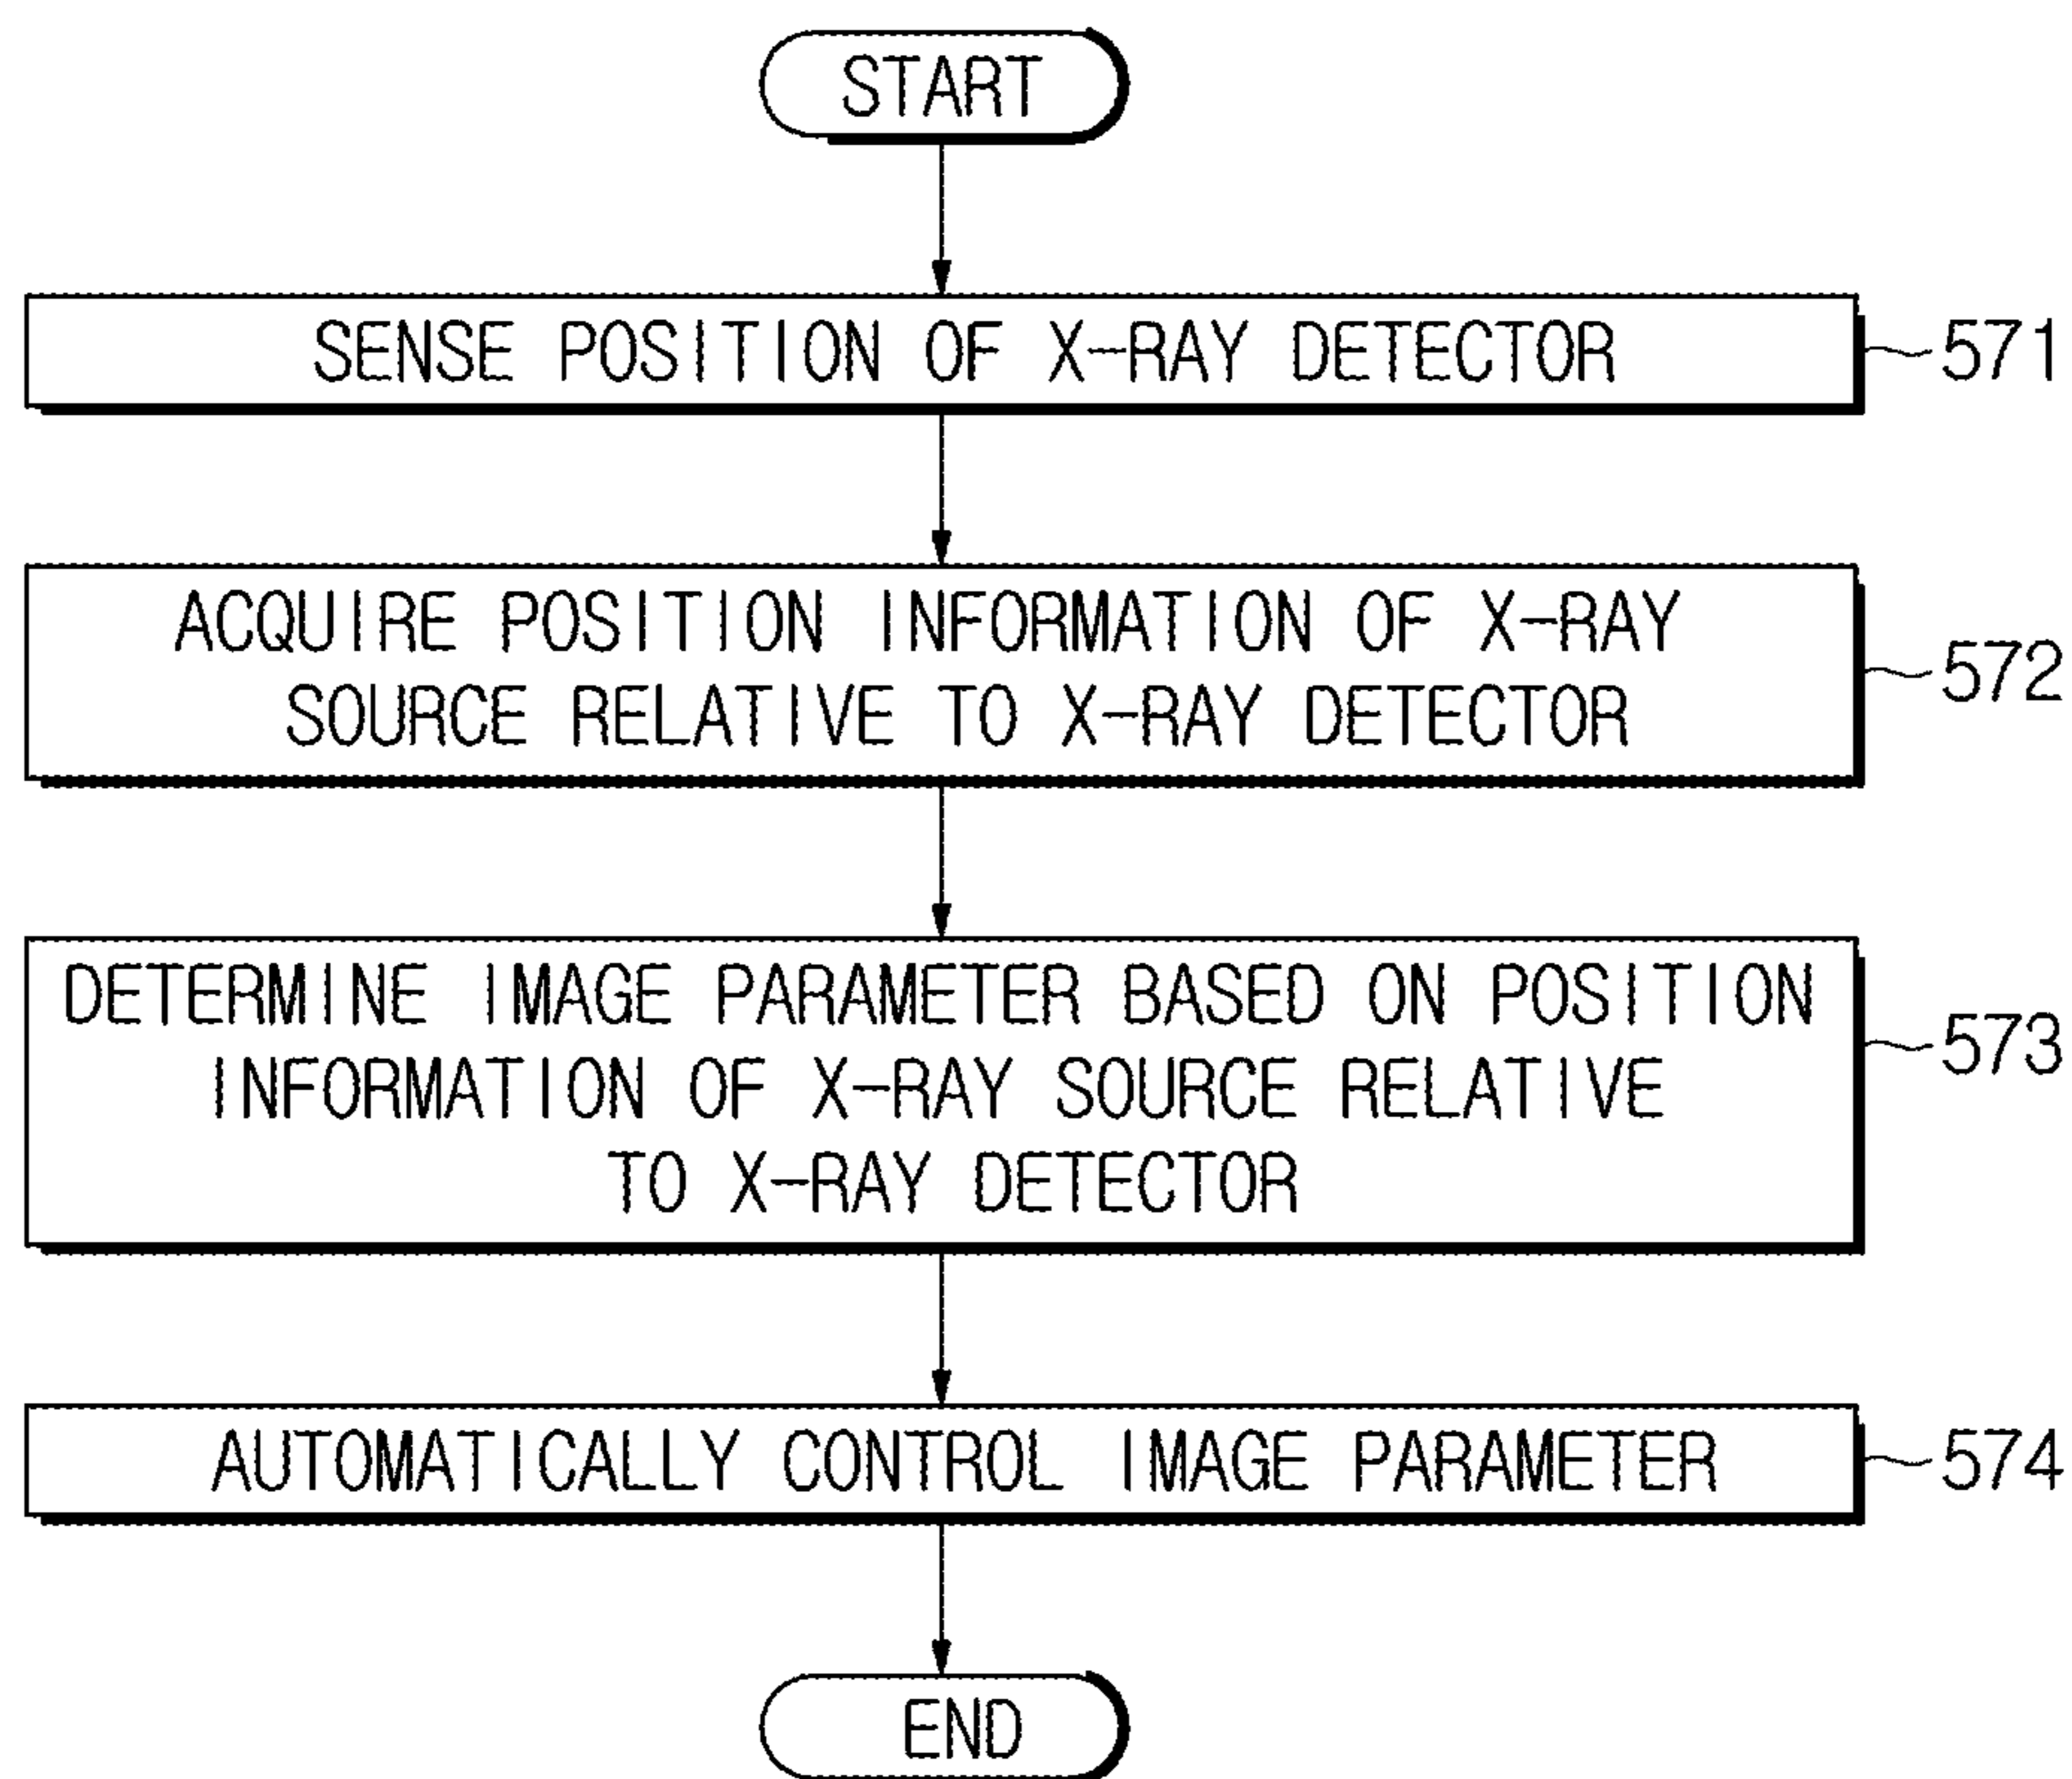 START
SENSE POSITION OF X-RAY DETECTOR
571
ACQUIRE POSITION INFORMATION OF X-RAY
SOURCE RELATIVE TO X-RAY DETECTOR
572
DETERMINE IMAGE PARAMETER BASED ON POSITION
INFORMATION OF X-RAY SOURCE RELATIVE
TO X-RAY DETECTOR
573
AUTOMATICALLY CONTROL IMAGE PARAMETER
574
END